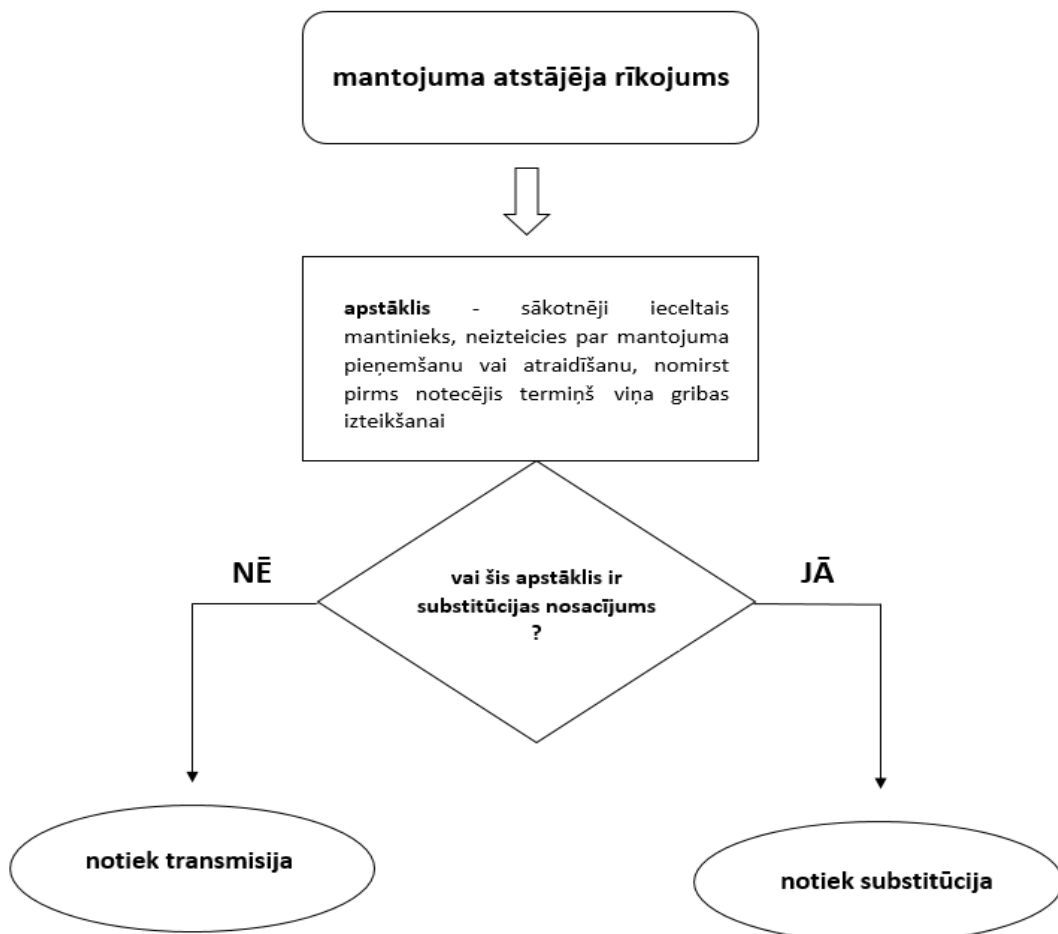 mantojuma atstājēja rīkojums
apstāklis - sākotnēji ieceltais
mantinieks, neizteicies par mantojuma
pieņemšanu vai atraidīšanu, nomirst
pirms notecējis termiņš viņa gribas
izteikšanai
NĒ
JĀ
vai šis apstāklis ir
substitūcijas nosacījums
?
notiek transmisija
notiek substitūcija